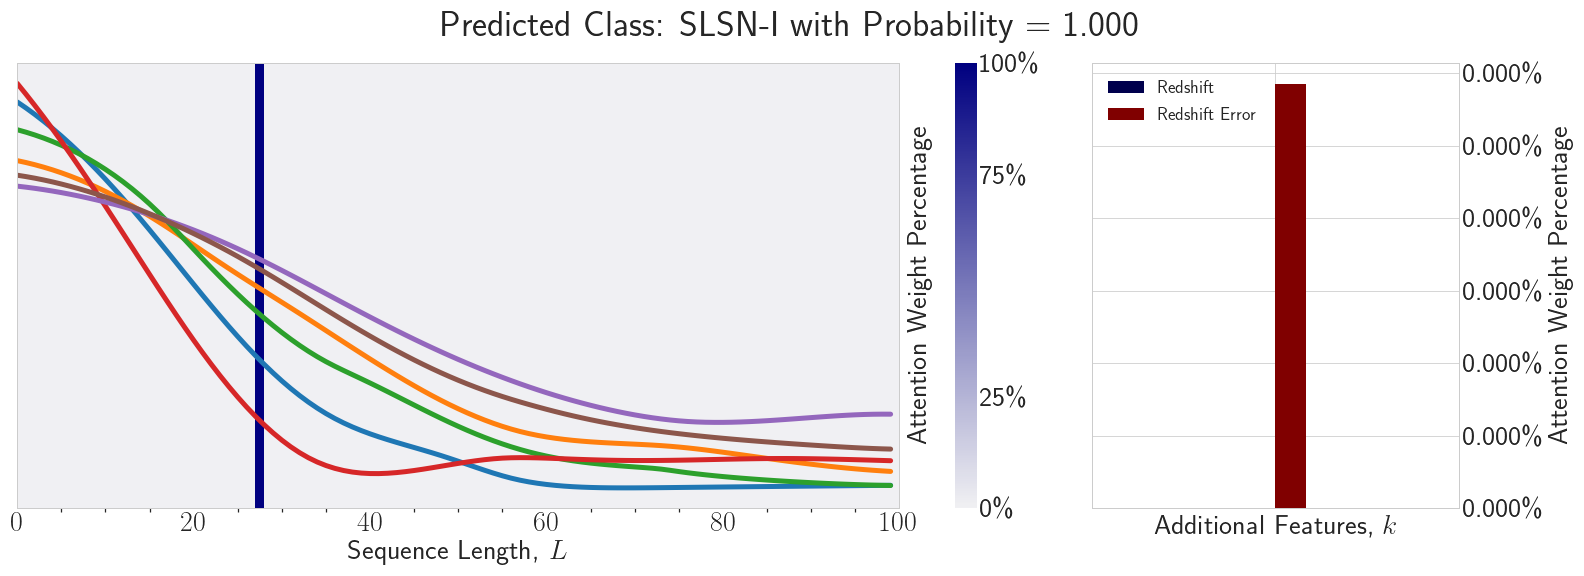 Predicted Class: SLSN-I with Probability = 1.000
100%
75%
25%
0%
Attention Weight Percentage
0
20
40
60
80
100
Sequence Length, L
Redshift
Redshift Error
0.000%
0.000%
0.000%
0.000%
0.000%
0.000%
0.000%
Attention Weight Percentage
Additional Features, k